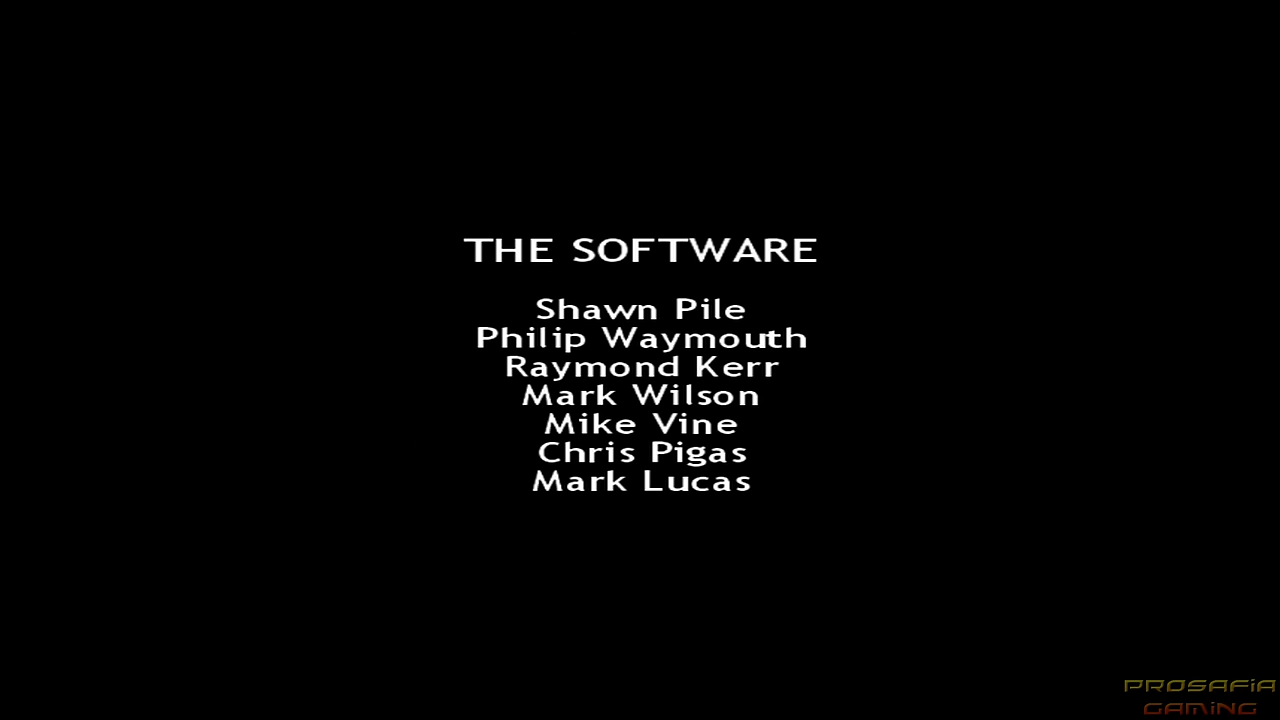 THE SOFTWARE
Shawn Pile
Philip Waymouth
Raymond Kerr
Mark Wilson
Mike Vine
Chris Pigas
Mark Lucas
PROSAFiA
GAMiNG